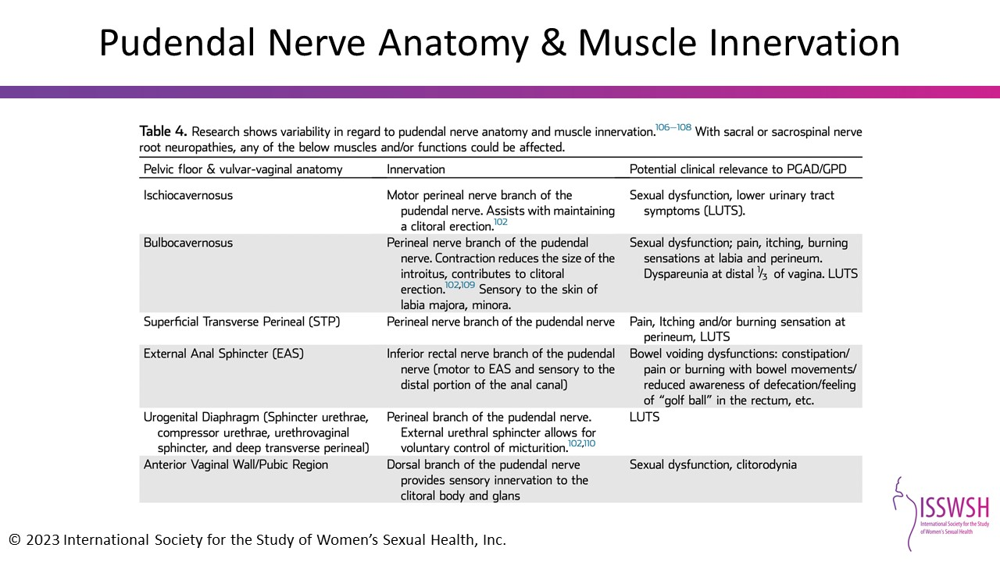 Pudendal Nerve Anatomy & Muscle Innervation
Table 4. Research shows variability in regard to pudendal nerve anatomy and muscle innervation.106–108 With sacral or sacrospinal nerve
root neuropathies, any of the below muscles and/or functions could be affected.
Pelvic floor & vulvar-vaginal anatomy
Innervation
Potential clinical relevance to PGAD/GPD
Ischiocavernosus
Motor perineal nerve branch of the
pudendal nerve. Assists with maintaining
a clitoral erection.102
Sexual dysfunction, lower urinary tract
symptoms (LUTS).
Bulbocavernosus
Perineal nerve branch of the pudendal
nerve. Contraction reduces the size of the
introitus, contributes to clitoral
erection.102,109 Sensory to the skin of
labia majora, minora.
Sexual dysfunction; pain, itching, burning
sensations at labia and perineum.
Dyspareunia at distal 1/3 of vagina. LUTS
Superficial Transverse Perineal (STP)
Perineal nerve branch of the pudendal nerve
Pain, Itching and/or burning sensation at
perineum, LUTS
External Anal Sphincter (EAS)
Inferior rectal nerve branch of the pudendal
nerve (motor to EAS and sensory to the
distal portion of the anal canal)
Bowel voiding dysfunctions: constipation/
pain or burning with bowel movements/
reduced awareness of defecation/feeling
of “golf ball” in the rectum, etc.
Urogenital Diaphragm (Sphincter urethrae,
compressor urethrae, urethrovaginal
sphincter, and deep transverse perineal)
Perineal branch of the pudendal nerve.
External urethral sphincter allows for
voluntary control of micturition.102,110
LUTS
Anterior Vaginal Wall/Pubic Region
Dorsal branch of the pudendal nerve
provides sensory innervation to the
clitoral body and glans
Sexual dysfunction, clitorodynia
ISSWSH
International Society for the Study
of Women's Sexual Health
© 2023 International Society for the Study of Women’s Sexual Health, Inc.